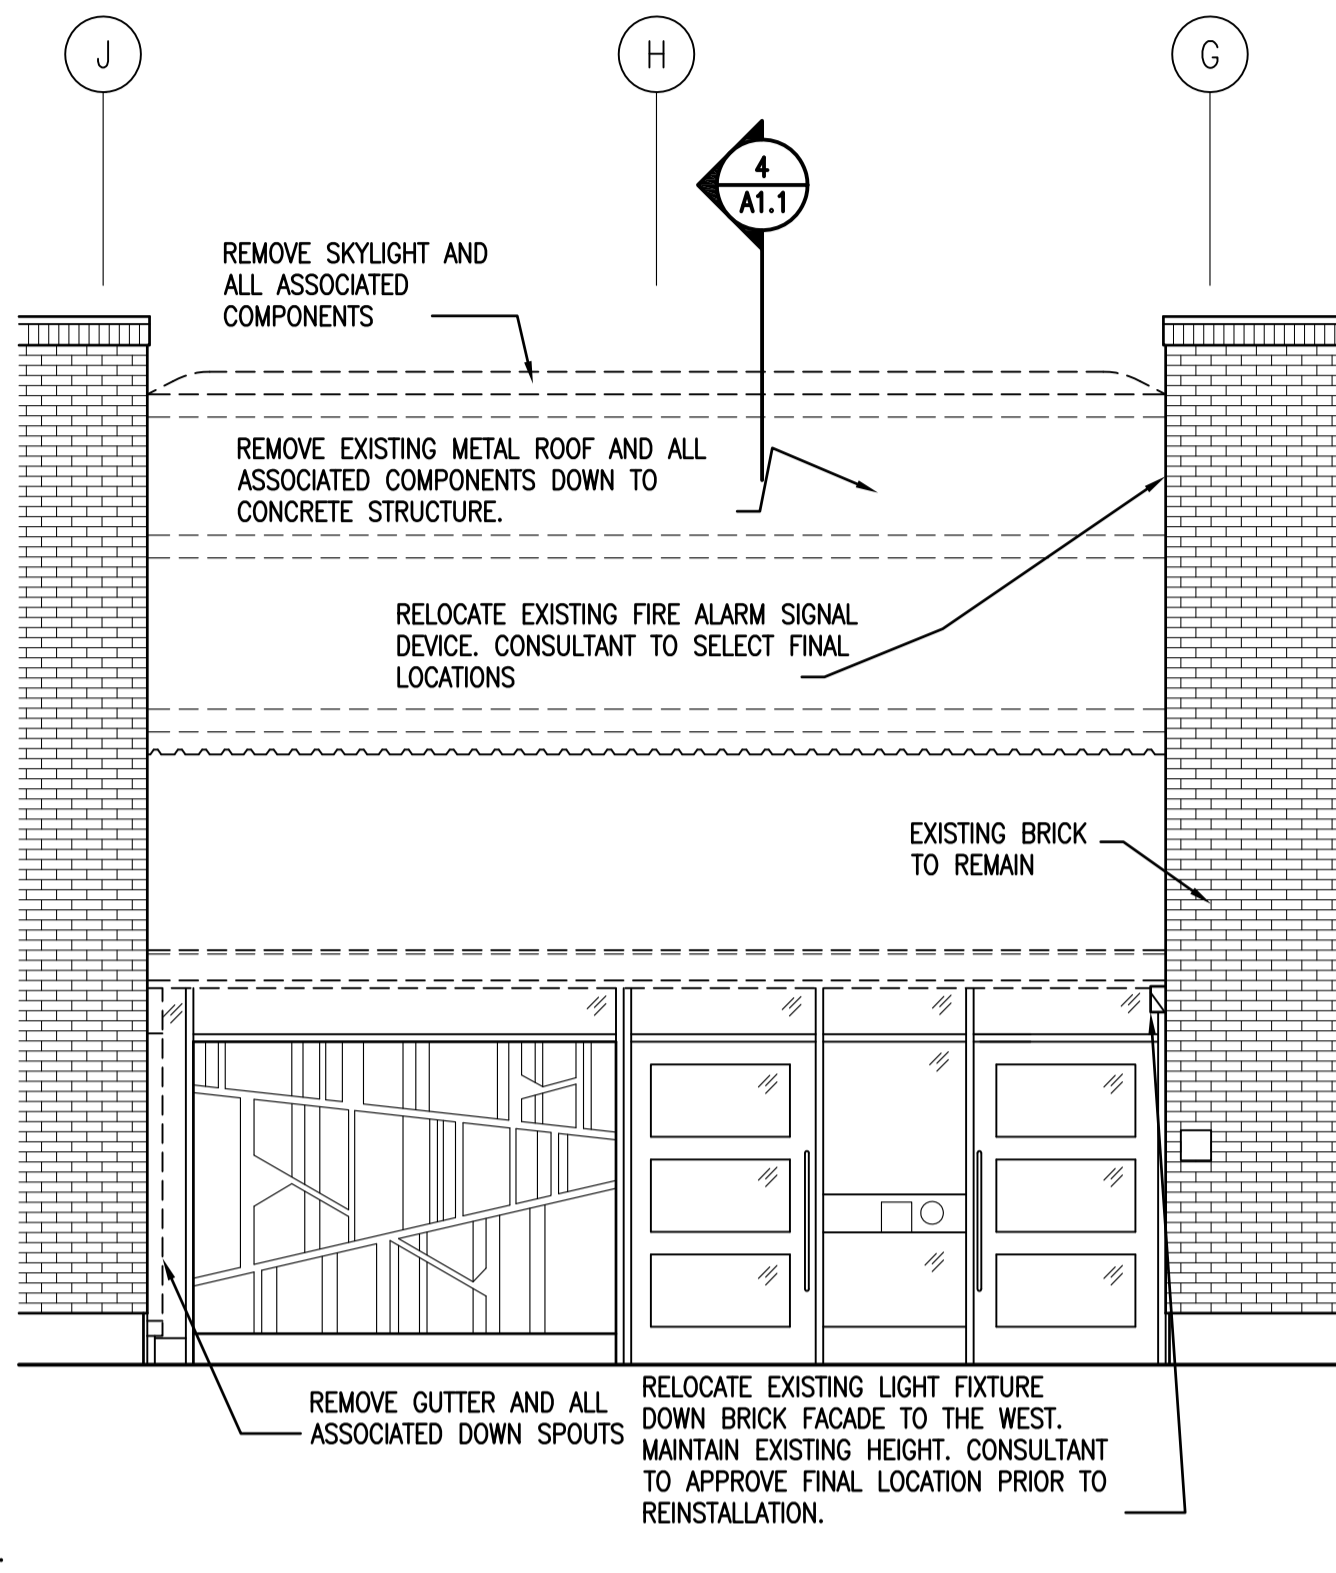 J
H
G
4
A1.1
REMOVE SKYLIGHT AND
ALL ASSOCIATED
COMPONENTS
REMOVE EXISTING METAL ROOF AND ALL
ASSOCIATED COMPONENTS DOWN TO
CONCRETE STRUCTURE.
RELOCATE EXISTING FIRE ALARM SIGNAL
DEVICE. CONSULTANT TO SELECT FINAL
LOCATIONS
EXISTING BRICK
TO REMAIN
REMOVE GUTTER AND ALL
ASSOCIATED DOWN SPOUTS
RELOCATE EXISTING LIGHT FIXTURE
DOWN BRICK FACADE TO THE WEST.
MAINTAIN EXISTING HEIGHT. CONSULTANT
TO APPROVE FINAL LOCATION PRIOR TO
REINSTALLATION.